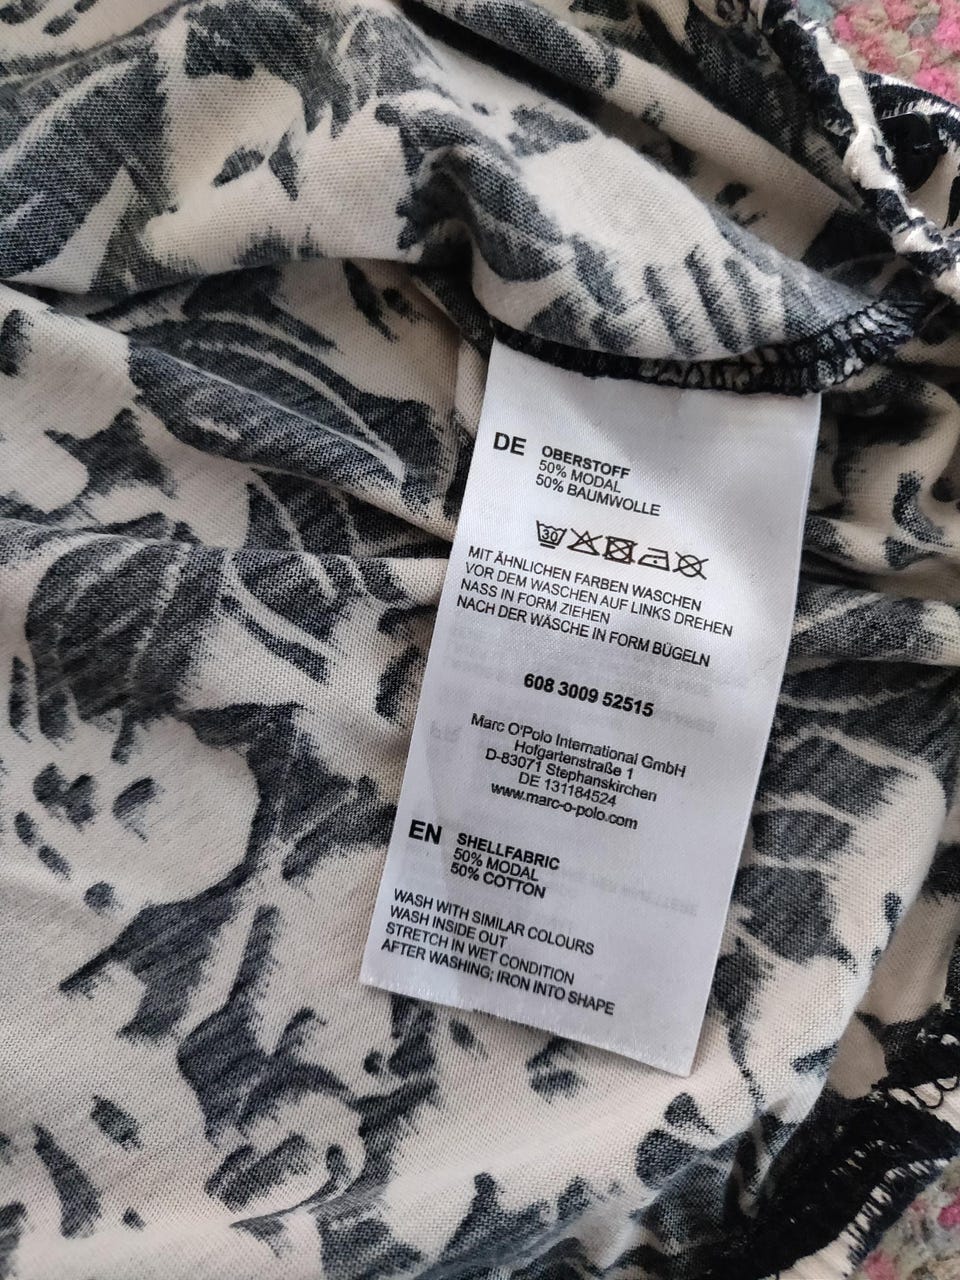 DE OBERSTOFF
50% MODAL
50% BAUMWOLLE
30
MIT ÄHNLICHEN FARBEN WASCHEN
VOR DEM WASCHEN AUF LINKS DREHEN
NASS IN FORM ZIEHEN
NACH DER WÄSCHE IN FORM BÜGELN
608 3009 52515
Marc O'Polo International GmbH
Hofgartenstraße 1
D-83071 Stephanskirchen
DE 131184524
www.marc-o-polo.com
EN SHELLFABRIC
50% MODAL
50% COTTON
WASH WITH SIMILAR COLOURS
WASH INSIDE OUT
STRETCH IN WET CONDITION
AFTER WASHING; IRON INTO SHAPE